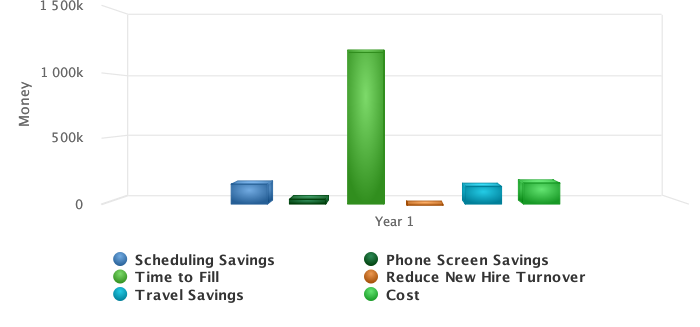 1 500k
1 000k
500k
0
Money
Year 1
Scheduling Savings
Phone Screen Savings
Time to Fill
Reduce New Hire Turnover
Travel Savings
Cost